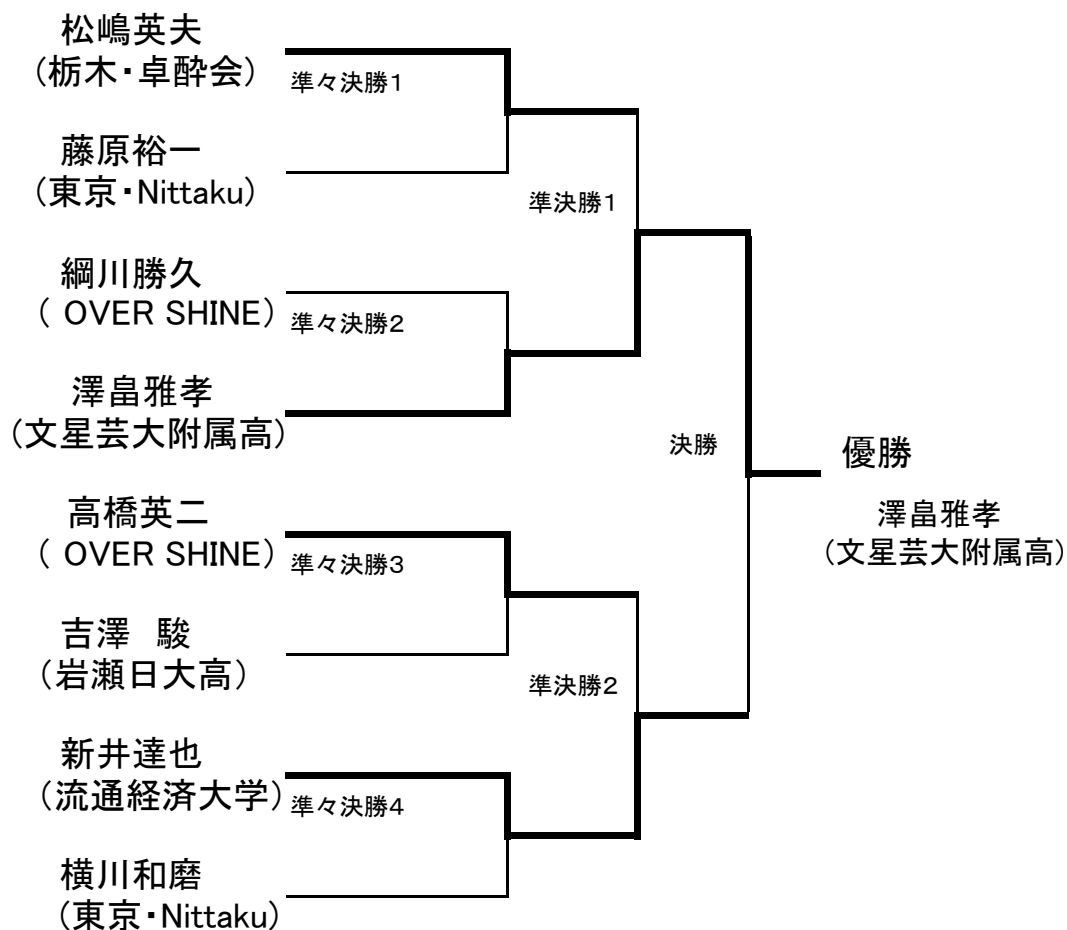 松嶋英夫
(栃木・卓酔会)
準々決勝1
藤原裕一
(東京・Nittaku)
準決勝1
綱川勝久
( OVER SHINE)
準々決勝2
澤畠雅孝
(文星芸大附属高)
決勝
優勝
澤畠雅孝
(文星芸大附属高)
高橋英二
( OVER SHINE)
準々決勝3
吉澤　駿
(岩瀬日大高)
準決勝2
新井達也
(流通経済大学)
準々決勝4
横川和磨
(東京・Nittaku)